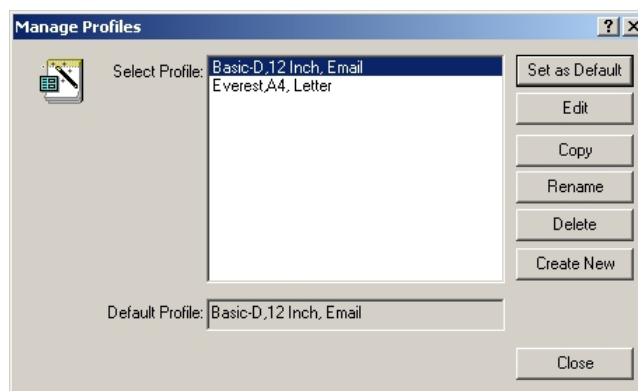 Manage Profiles
Select Profile:
Basic-D,12 Inch, Email
Everest,A4, Letter
Set as Default
Edit
Copy
Rename
Delete
Create New
Default Profile: Basic-D,12 Inch, Email
Close